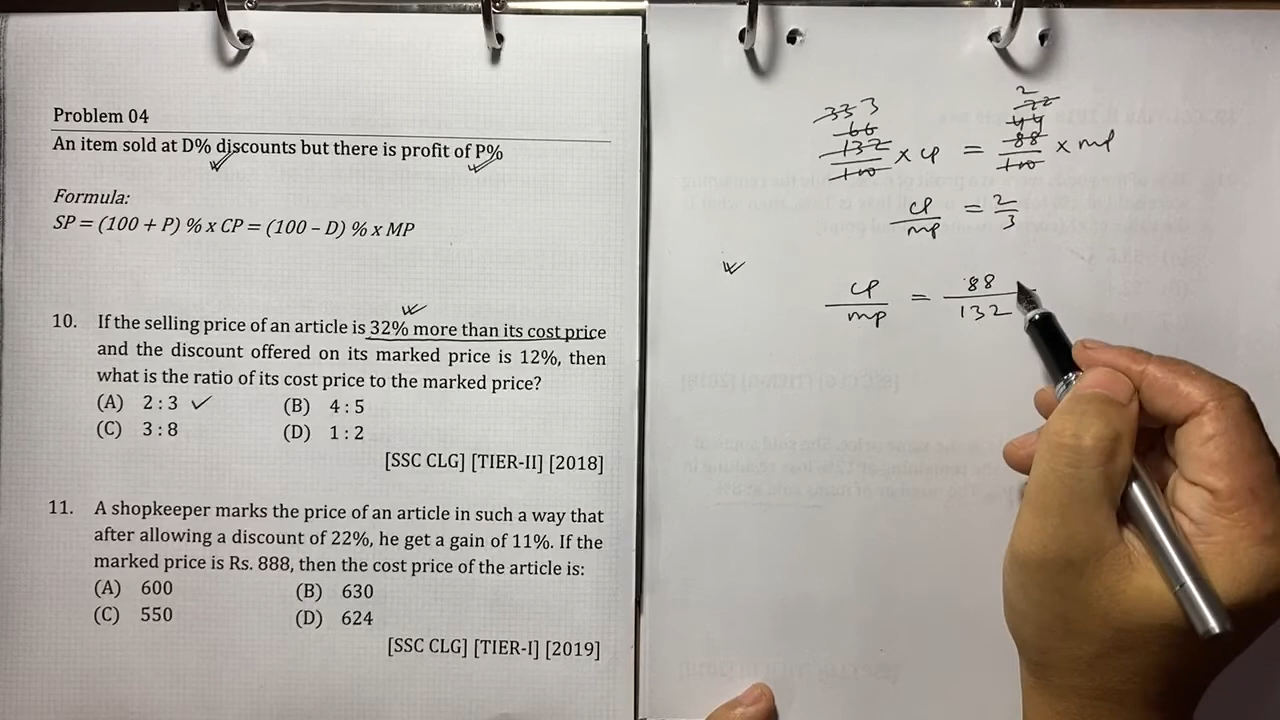 Problem 04
An item sold at D% discounts but there is profit of P%
Formula:
SP = (100 + P) % x CP = (100 – D) % x MP
10. If the selling price of an article is 32% more than its cost price
and the discount offered on its marked price is 12%, then
what is the ratio of its cost price to the marked price?
(A) 2 : 3 ✓ (B) 4 : 5
(C) 3 : 8 (D) 1 : 2
[SSC CLG] [TIER-II] [2018]
11. A shopkeeper marks the price of an article in such a way that
after allowing a discount of 22%, he get a gain of 11%. If the
marked price is Rs. 888, then the cost price of the article is:
(A) 600 (B) 630
(C) 550 (D) 624
[SSC CLG] [TIER-I] [2019]
33 3 2
66 22
132 44
100 x CP = 88
100 x MP
CP / MP = 2 / 3
CP / MP = 88 / 132